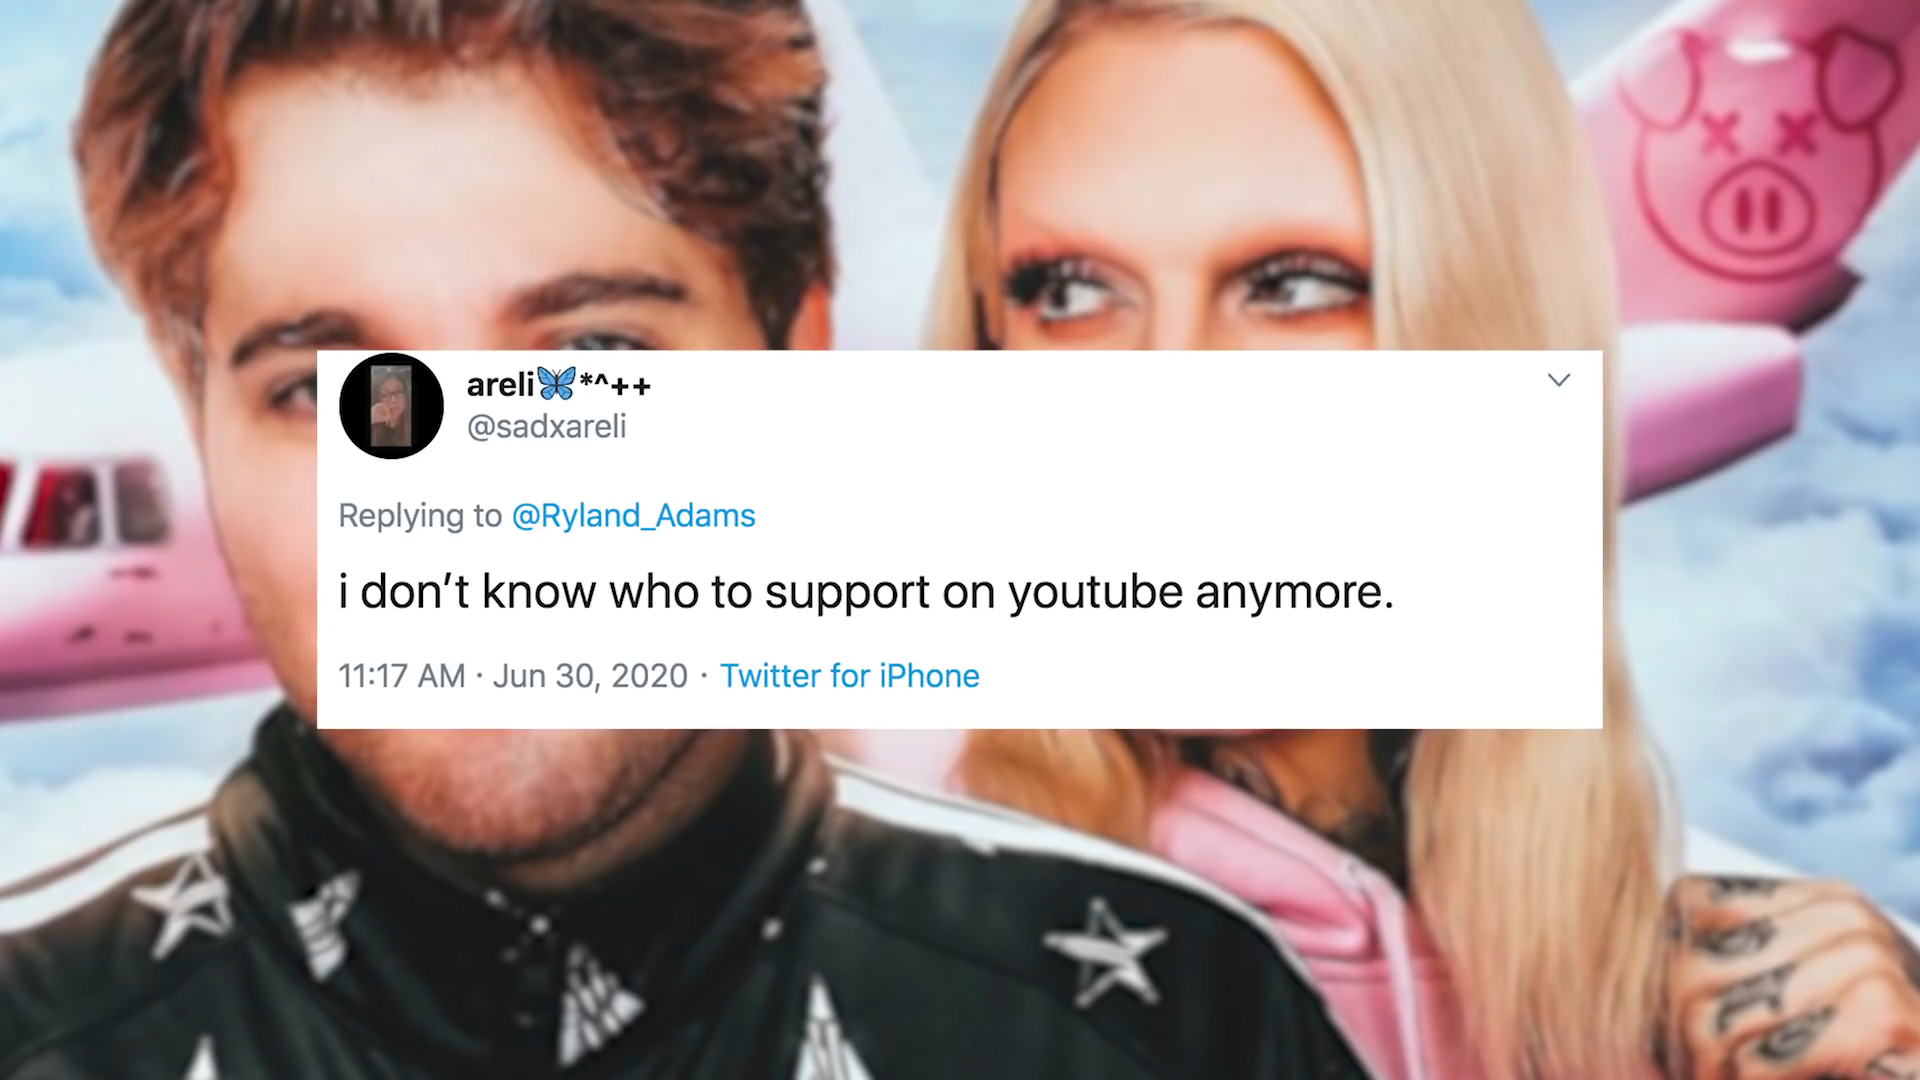 areli🦋*^++
@sadxareli
Replying to @Ryland_Adams
i don’t know who to support on youtube anymore.
11:17 AM · Jun 30, 2020 · Twitter for iPhone